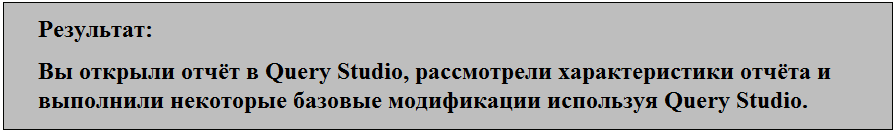 Результат:
Вы открыли отчёт в Query Studio, рассмотрели характеристики отчёта и
выполнили некоторые базовые модификации используя Query Studio.